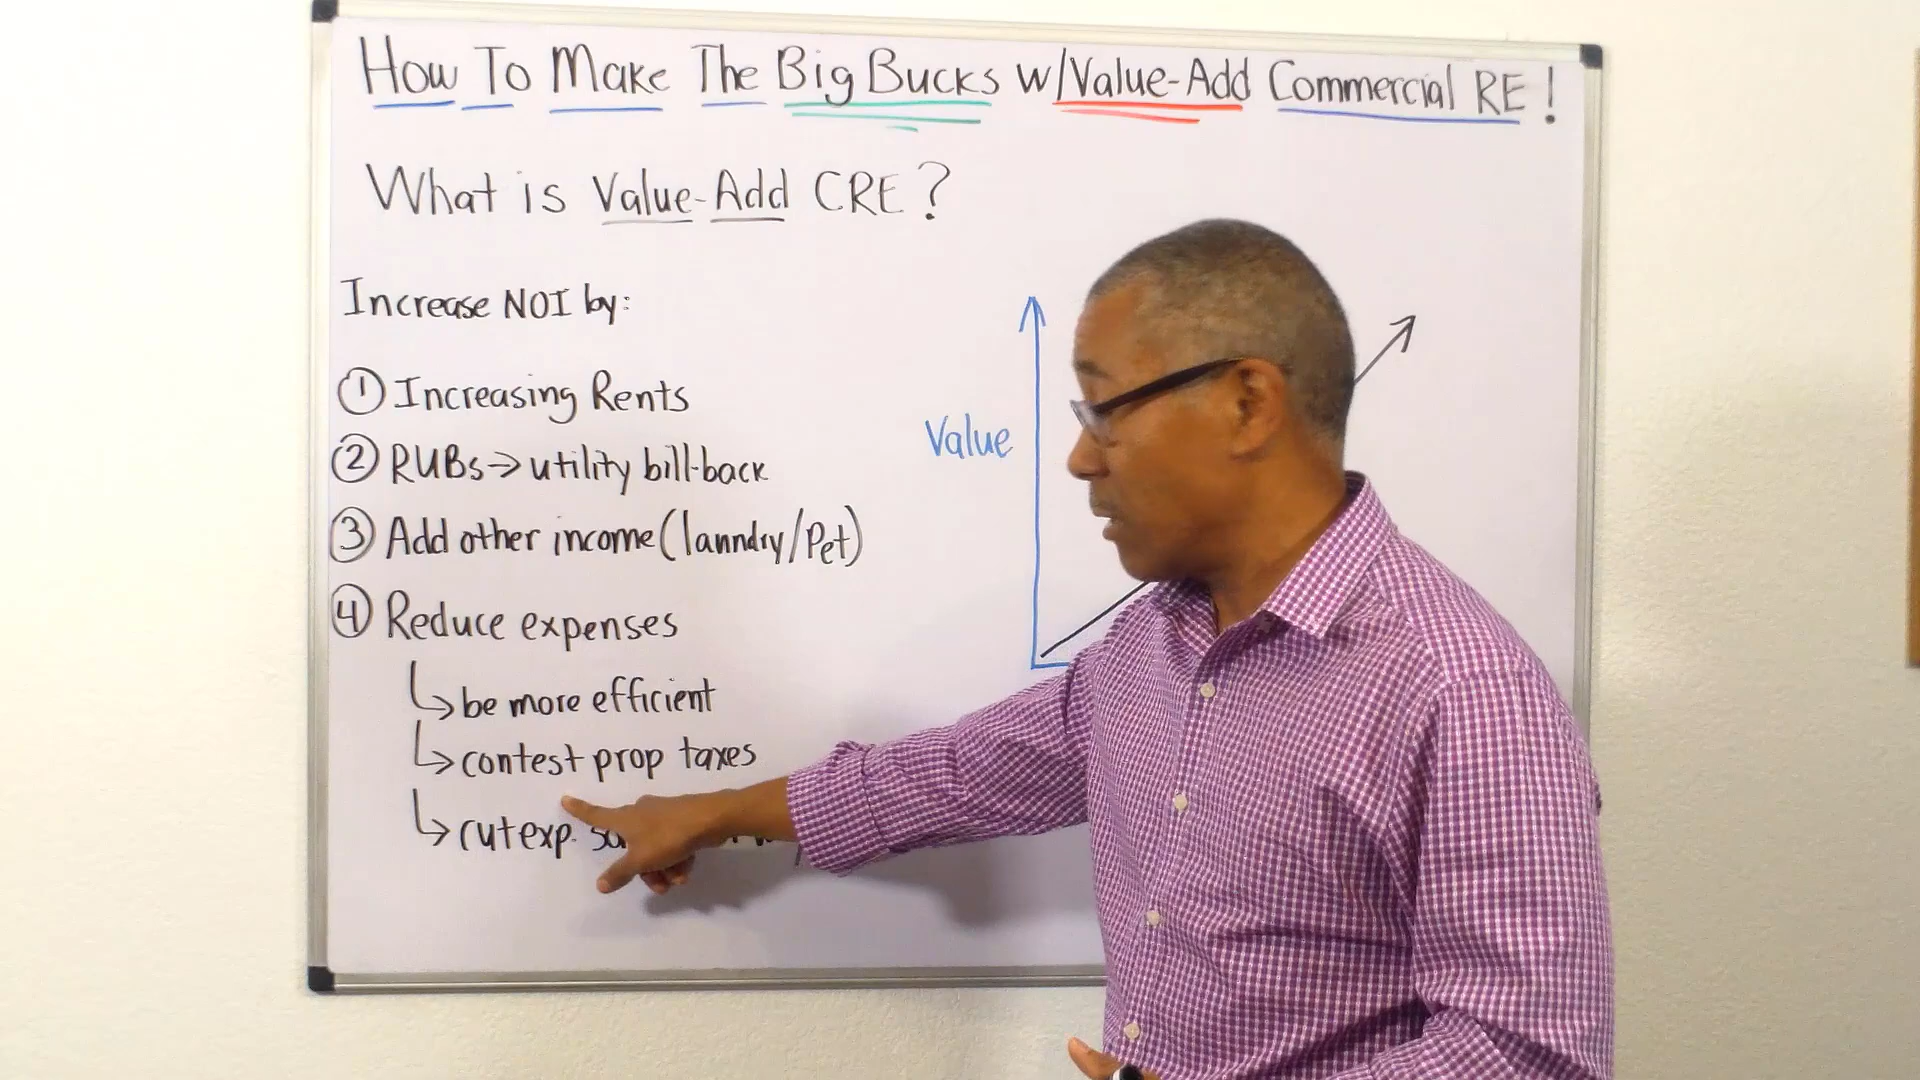 How To Make The Big Bucks w/Value-Add Commercial RE!
What is Value-Add CRE?
Increase NOI by:
① Increasing Rents
② RUBs→utility bill-back
③ Add other income (lanndry/Pet)
④ Reduce expenses
↳ be more efficient
↳ contest prop taxes
↳ cut exp.
Value